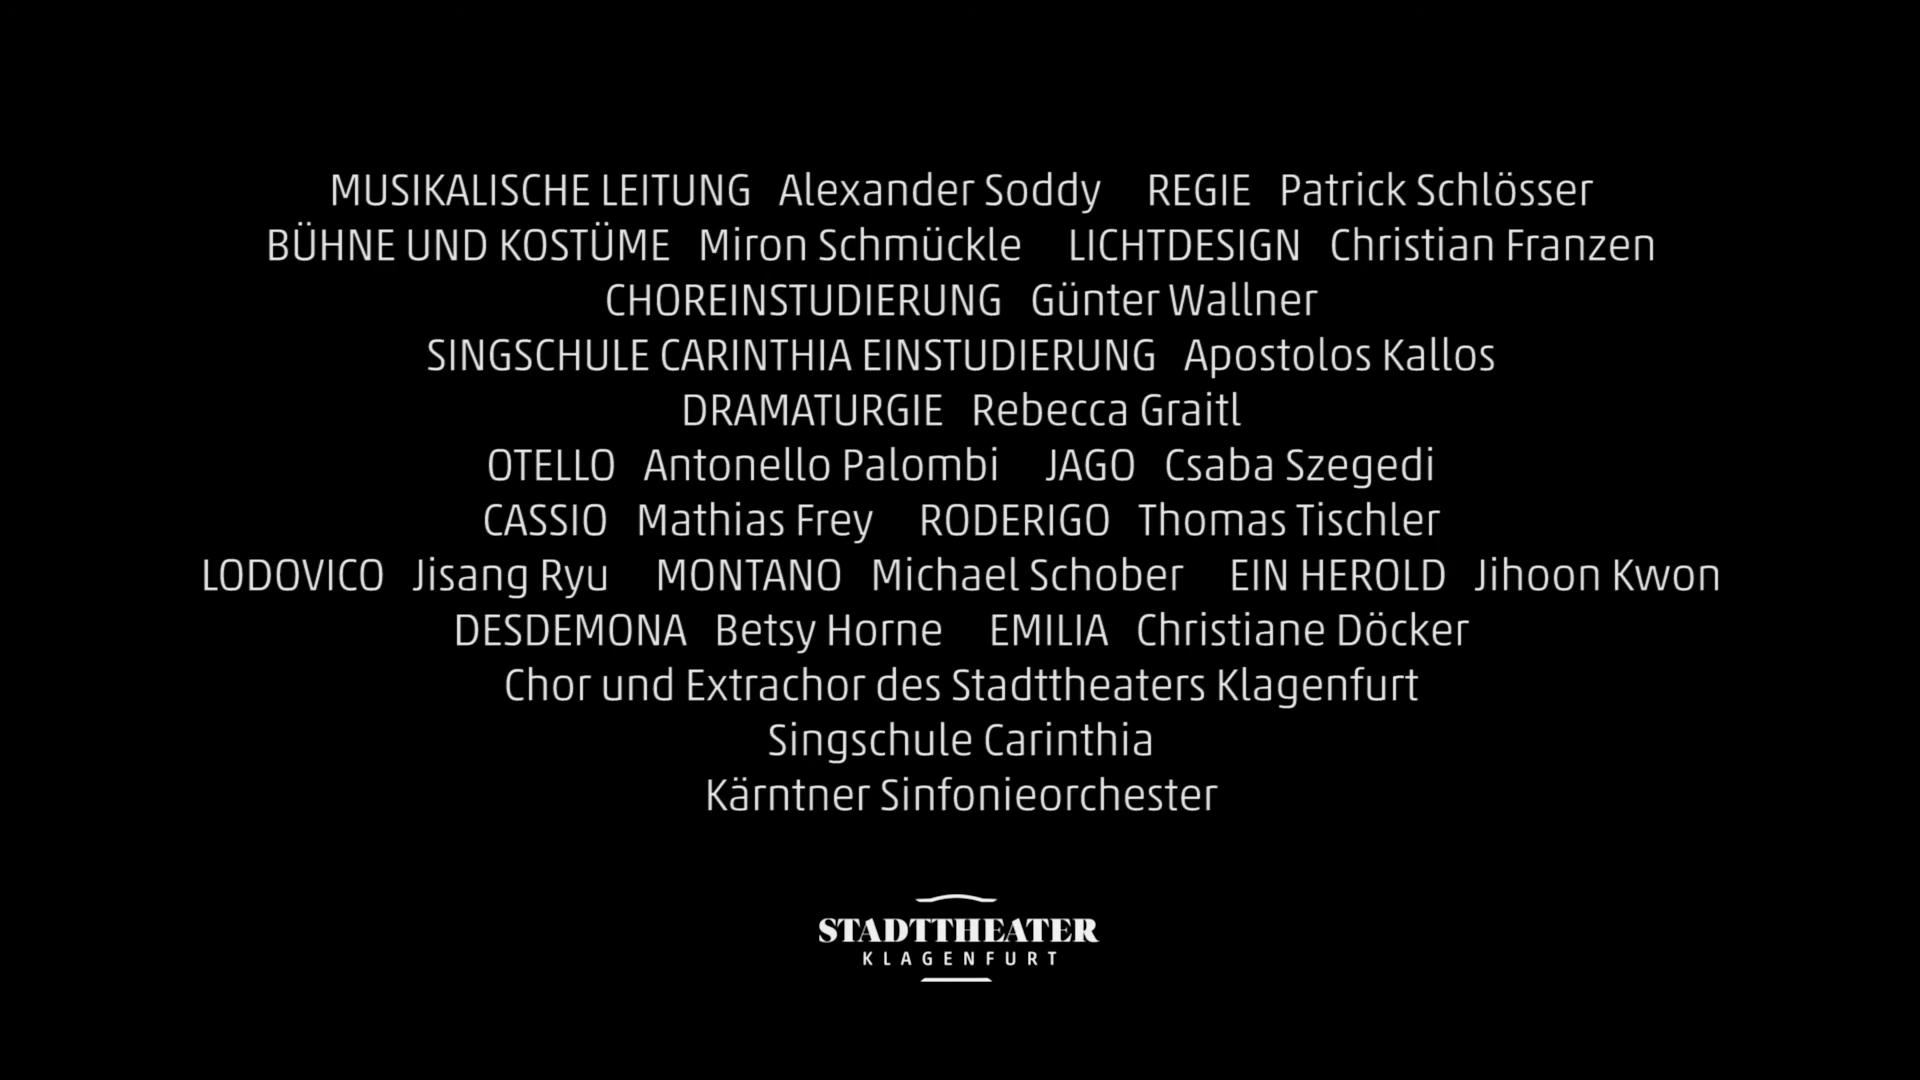 MUSIKALISCHE LEITUNG Alexander Soddy REGIE Patrick Schlösser
BÜHNE UND KOSTÜME Miron Schmückle LICHTDESIGN Christian Franzen
CHOREINSTUDIERUNG Günter Wallner
SINGSCHULE CARINTHIA EINSTUDIERUNG Apostolos Kallos
DRAMATURGIE Rebecca Graitl
OTELLO Antonello Palombi JAGO Csaba Szegedi
CASSIO Mathias Frey RODERIGO Thomas Tischler
LODOVICO Jisang Ryu MONTANO Michael Schober EIN HEROLD Jihoon Kwon
DESDEMONA Betsy Horne EMILIA Christiane Döcker
Chor und Extrachor des Stadttheaters Klagenfurt
Singschule Carinthia
Kärntner Sinfonieorchester
STADTTHEATER
KLAGENFURT